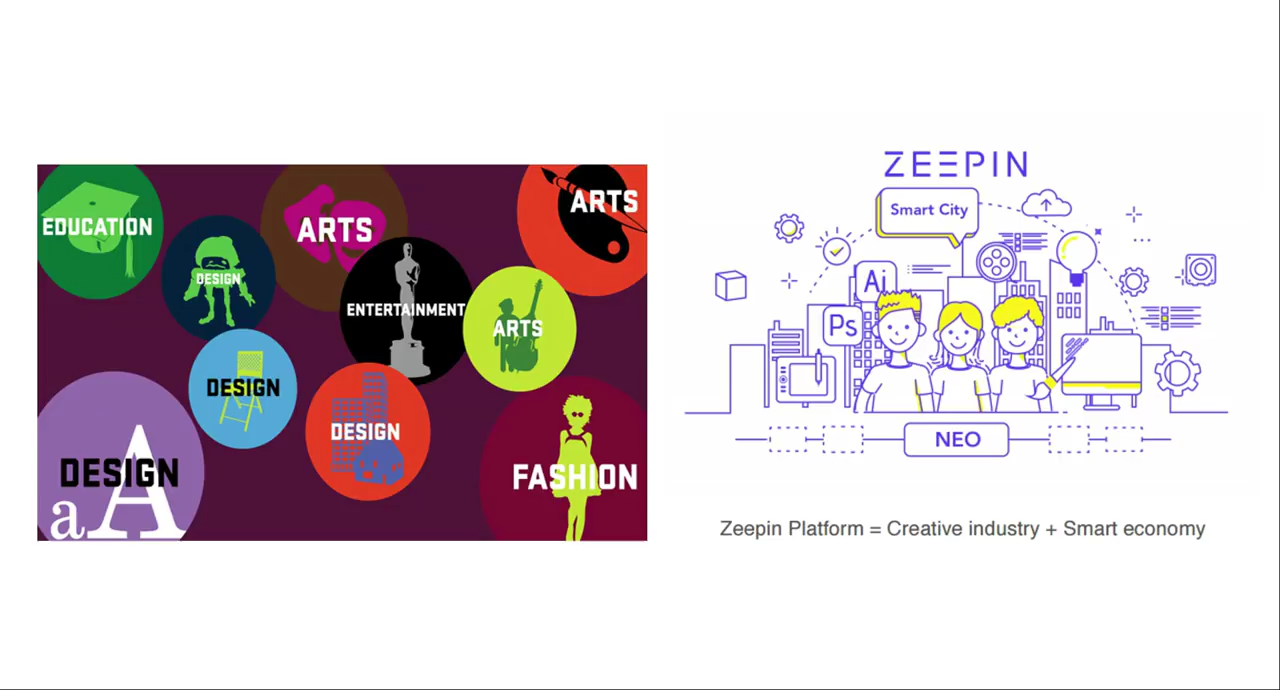 EDUCATION
DESIGN
ARTS
ARTS
ENTERTAINMENT
ARTS
DESIGN
DESIGN
DESIGN
aA
FASHION
ZEEPIN
Smart City
Ai
Ps
NEO
Zeepin Platform = Creative industry + Smart economy